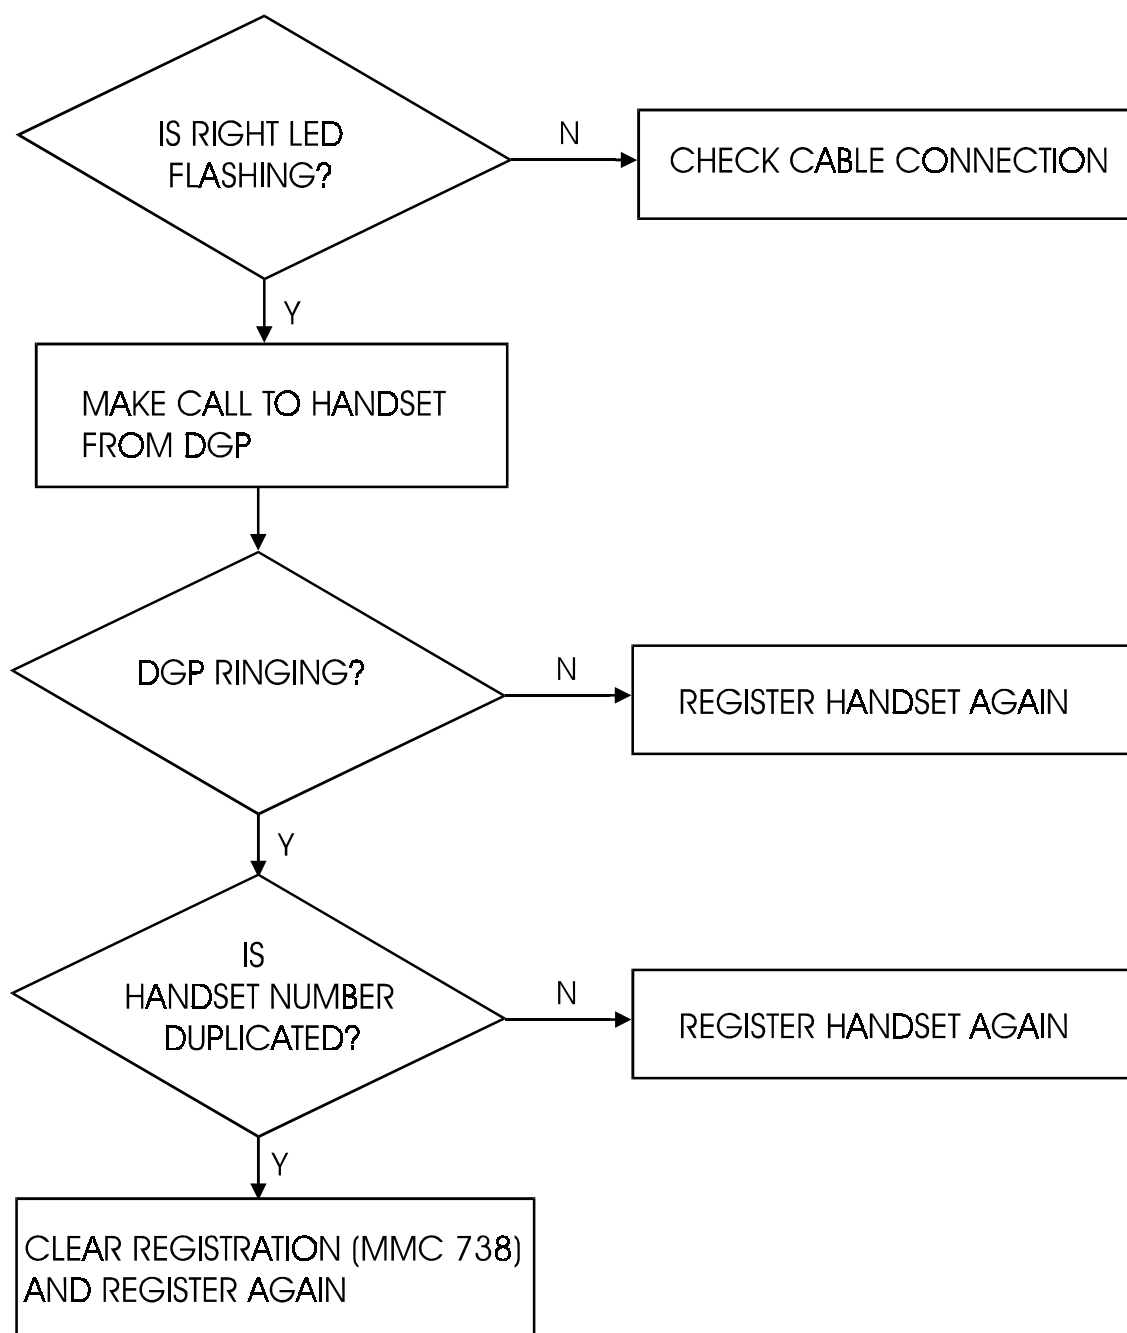 IS RIGHT LED
FLASHING?
N
CHECK CABLE CONNECTION
Y
MAKE CALL TO HANDSET
FROM DGP
DGP RINGING?
N
REGISTER HANDSET AGAIN
Y
IS
HANDSET NUMBER
DUPLICATED?
N
REGISTER HANDSET AGAIN
Y
CLEAR REGISTRATION (MMC 738)
AND REGISTER AGAIN